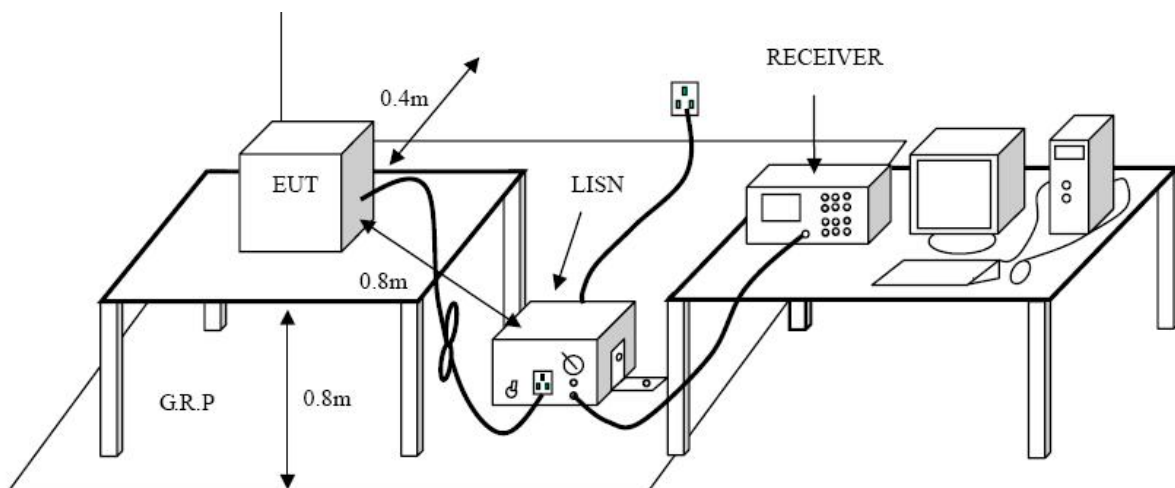 RECEIVER
0.4m
EUT
LISN
0.8m
G.R.P
0.8m